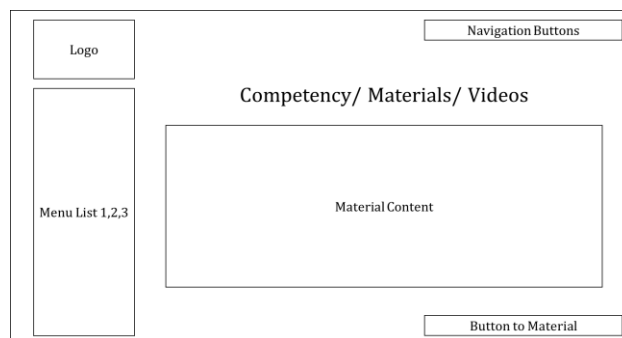 Logo
Navigation Buttons
Competency/ Materials/ Videos
Menu List 1,2,3
Material Content
Button to Material